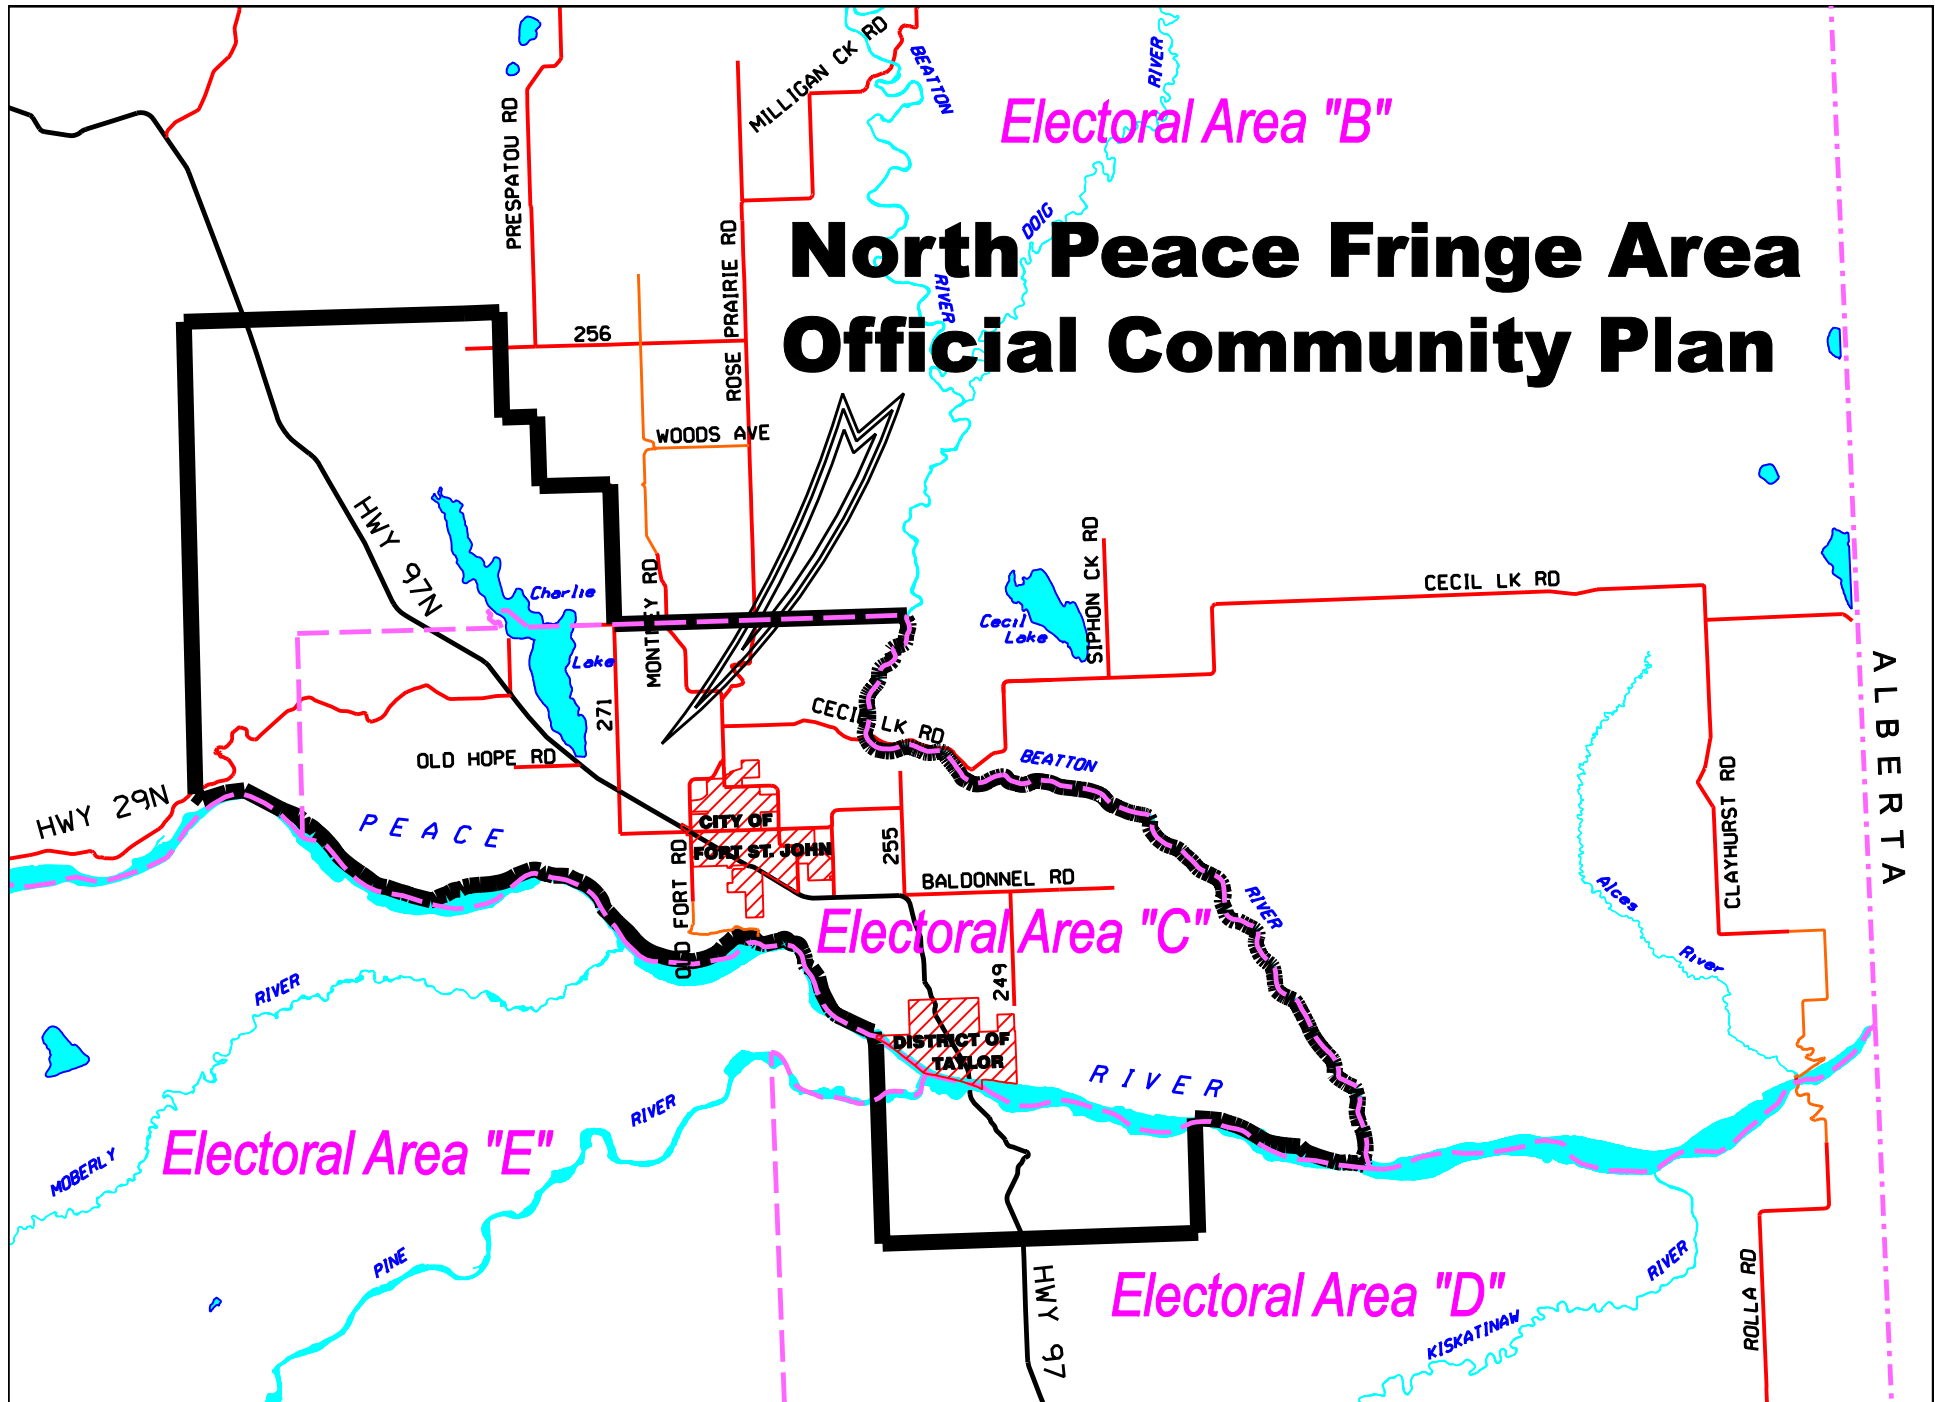 MILLIGAN CK RD
BEATTON
RIVER
PRESPATOU RD
Electoral Area "B"
DOIG
North Peace Fringe Area
RIVER
ROSE PRAIRIE RD
256
Official Community Plan
WOODS AVE
HWY 97N
MONTNEY RD
Charlie
Lake
SIPHON CK RD
Cecil
Lake
CECIL LK RD
ALBERTA
271
CECIL LK RD
OLD HOPE RD
BEATTON
HWY 29N
PEACE
CITY OF
FORT ST. JOHN
CLAYHURST RD
255
OLD FORT RD
BALDONNEL RD
Electoral Area "C"
RIVER
Alces
River
RIVER
249
DISTRICT OF
TAYLOR
RIVER
RIVER
MOBERLY
Electoral Area "E"
PINE
HWY 97
Electoral Area "D"
RIVER
KISKATINAW
ROLLA RD